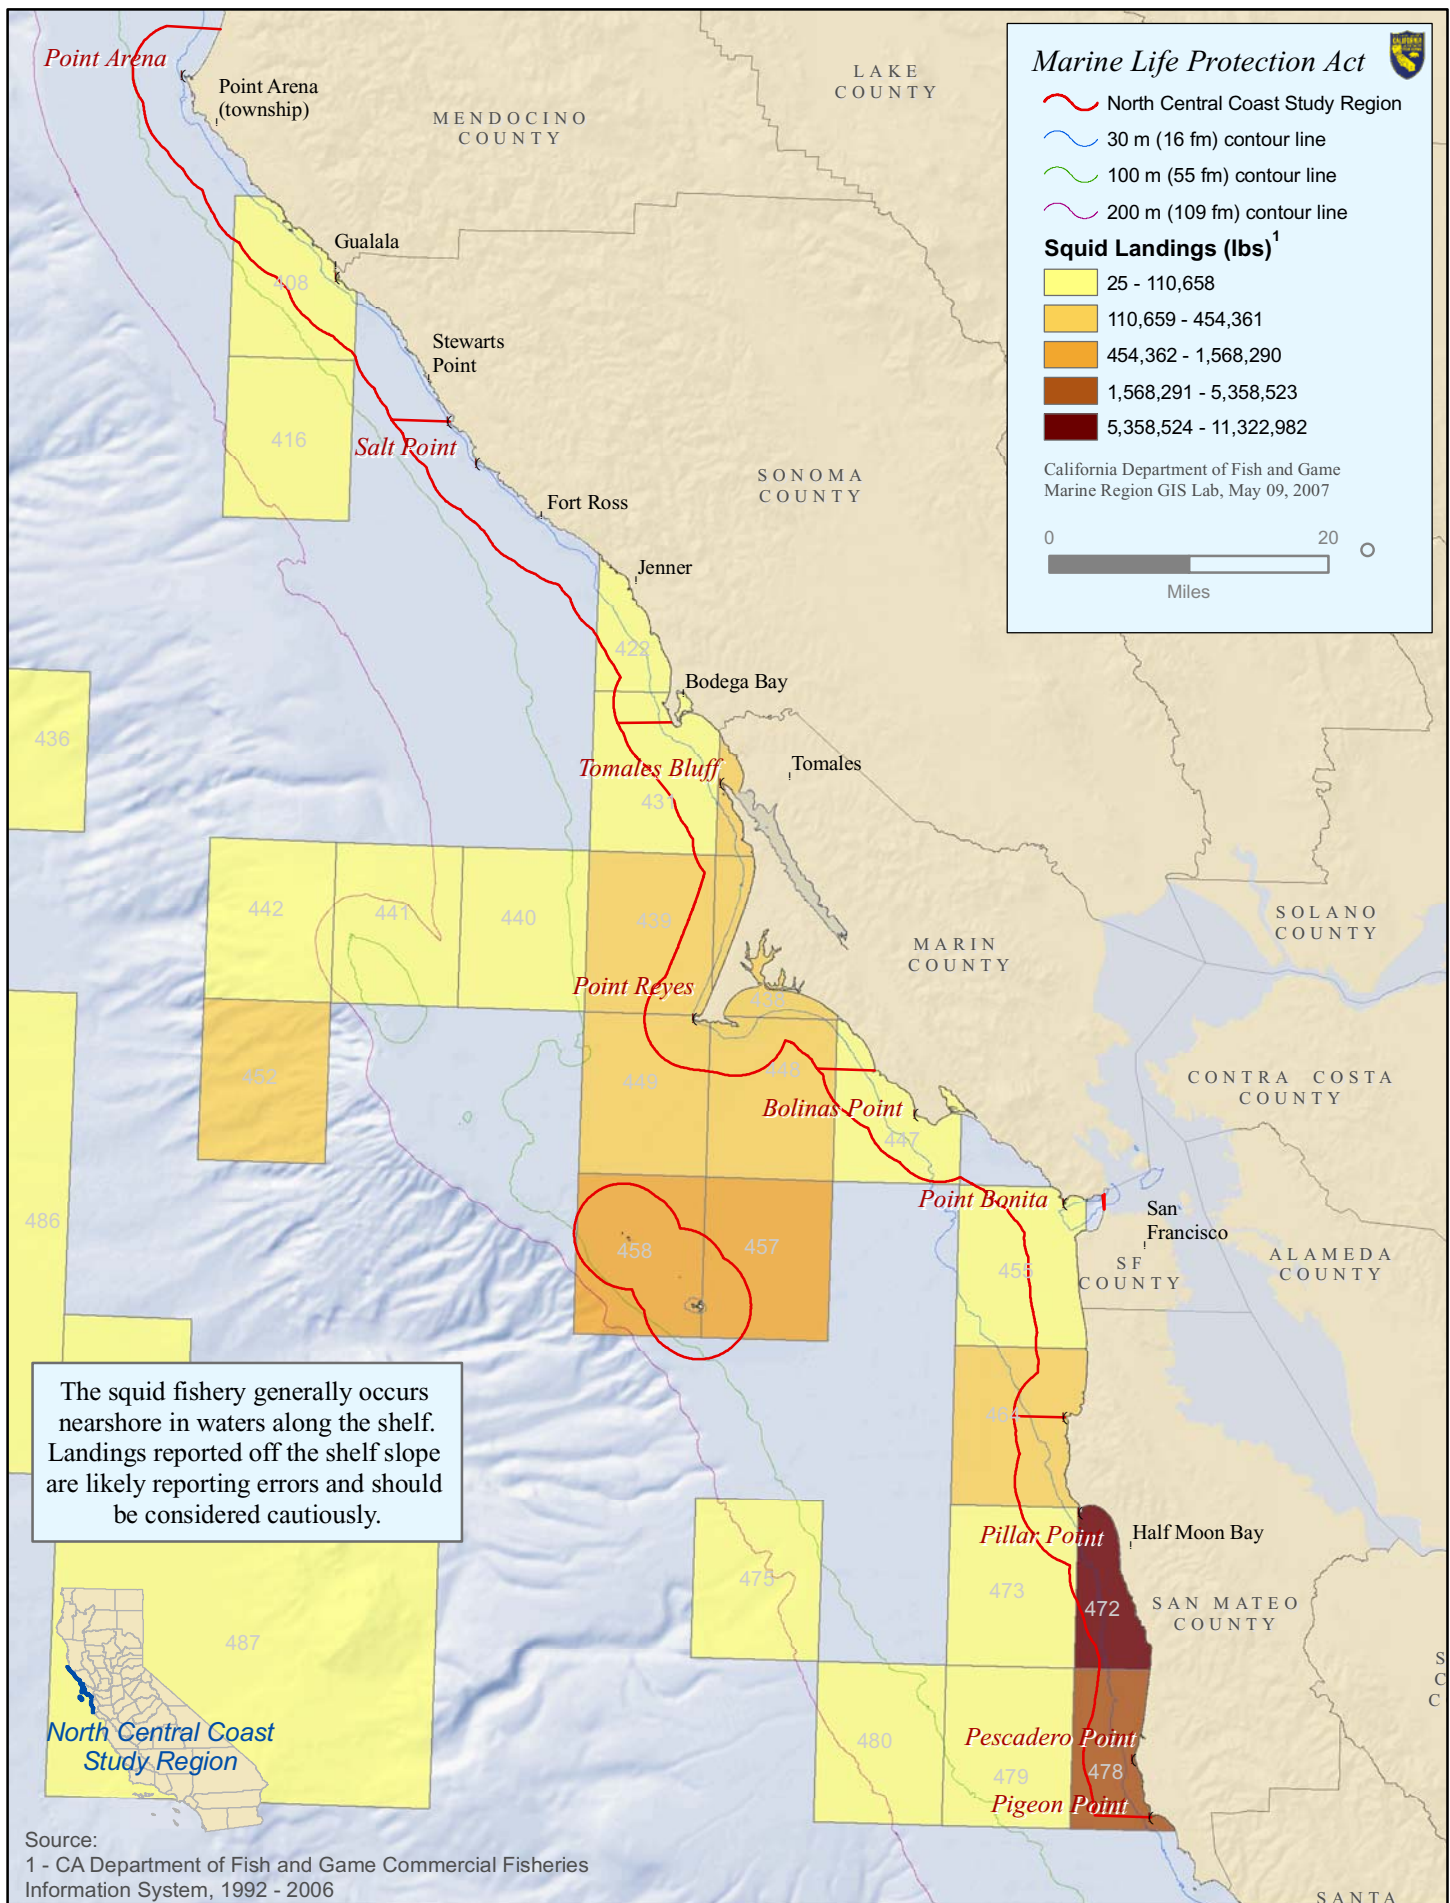 Point Arena
Point Arena
(township)
MENDOCINO
COUNTY
LAKE
COUNTY
Marine Life Protection Act
CALIFORNIA
North Central Coast Study Region
30 m (16 fm) contour line
100 m (55 fm) contour line
200 m (109 fm) contour line
Squid Landings (lbs)1
25 - 110,658
110,659 - 454,361
454,362 - 1,568,290
1,568,291 - 5,358,523
5,358,524 - 11,322,982
California Department of Fish and Game
Marine Region GIS Lab, May 09, 2007
0 20
Miles
Gualala
408
Stewarts
Point
416
Salt Point
SONOMA
COUNTY
Fort Ross
Jenner
422
Bodega Bay
436
Tomales Bluff
Tomales
431
442
441
440
439
SOLANO
COUNTY
MARIN
COUNTY
Point Reyes
438
452
449
448
CONTRA COSTA
COUNTY
Bolinas Point
447
Point Bonita
San
Francisco
486
458
457
455
SF
COUNTY
ALAMEDA
COUNTY
The squid fishery generally occurs
nearshore in waters along the shelf.
Landings reported off the shelf slope
are likely reporting errors and should
be considered cautiously.
464
Pillar Point
Half Moon Bay
475
473
472
SAN MATEO
COUNTY
487
S
C
C
North Central Coast
Study Region
480
Pescadero Point
479
478
Pigeon Point
Source:
1 - CA Department of Fish and Game Commercial Fisheries
Information System, 1992 - 2006
SANTA